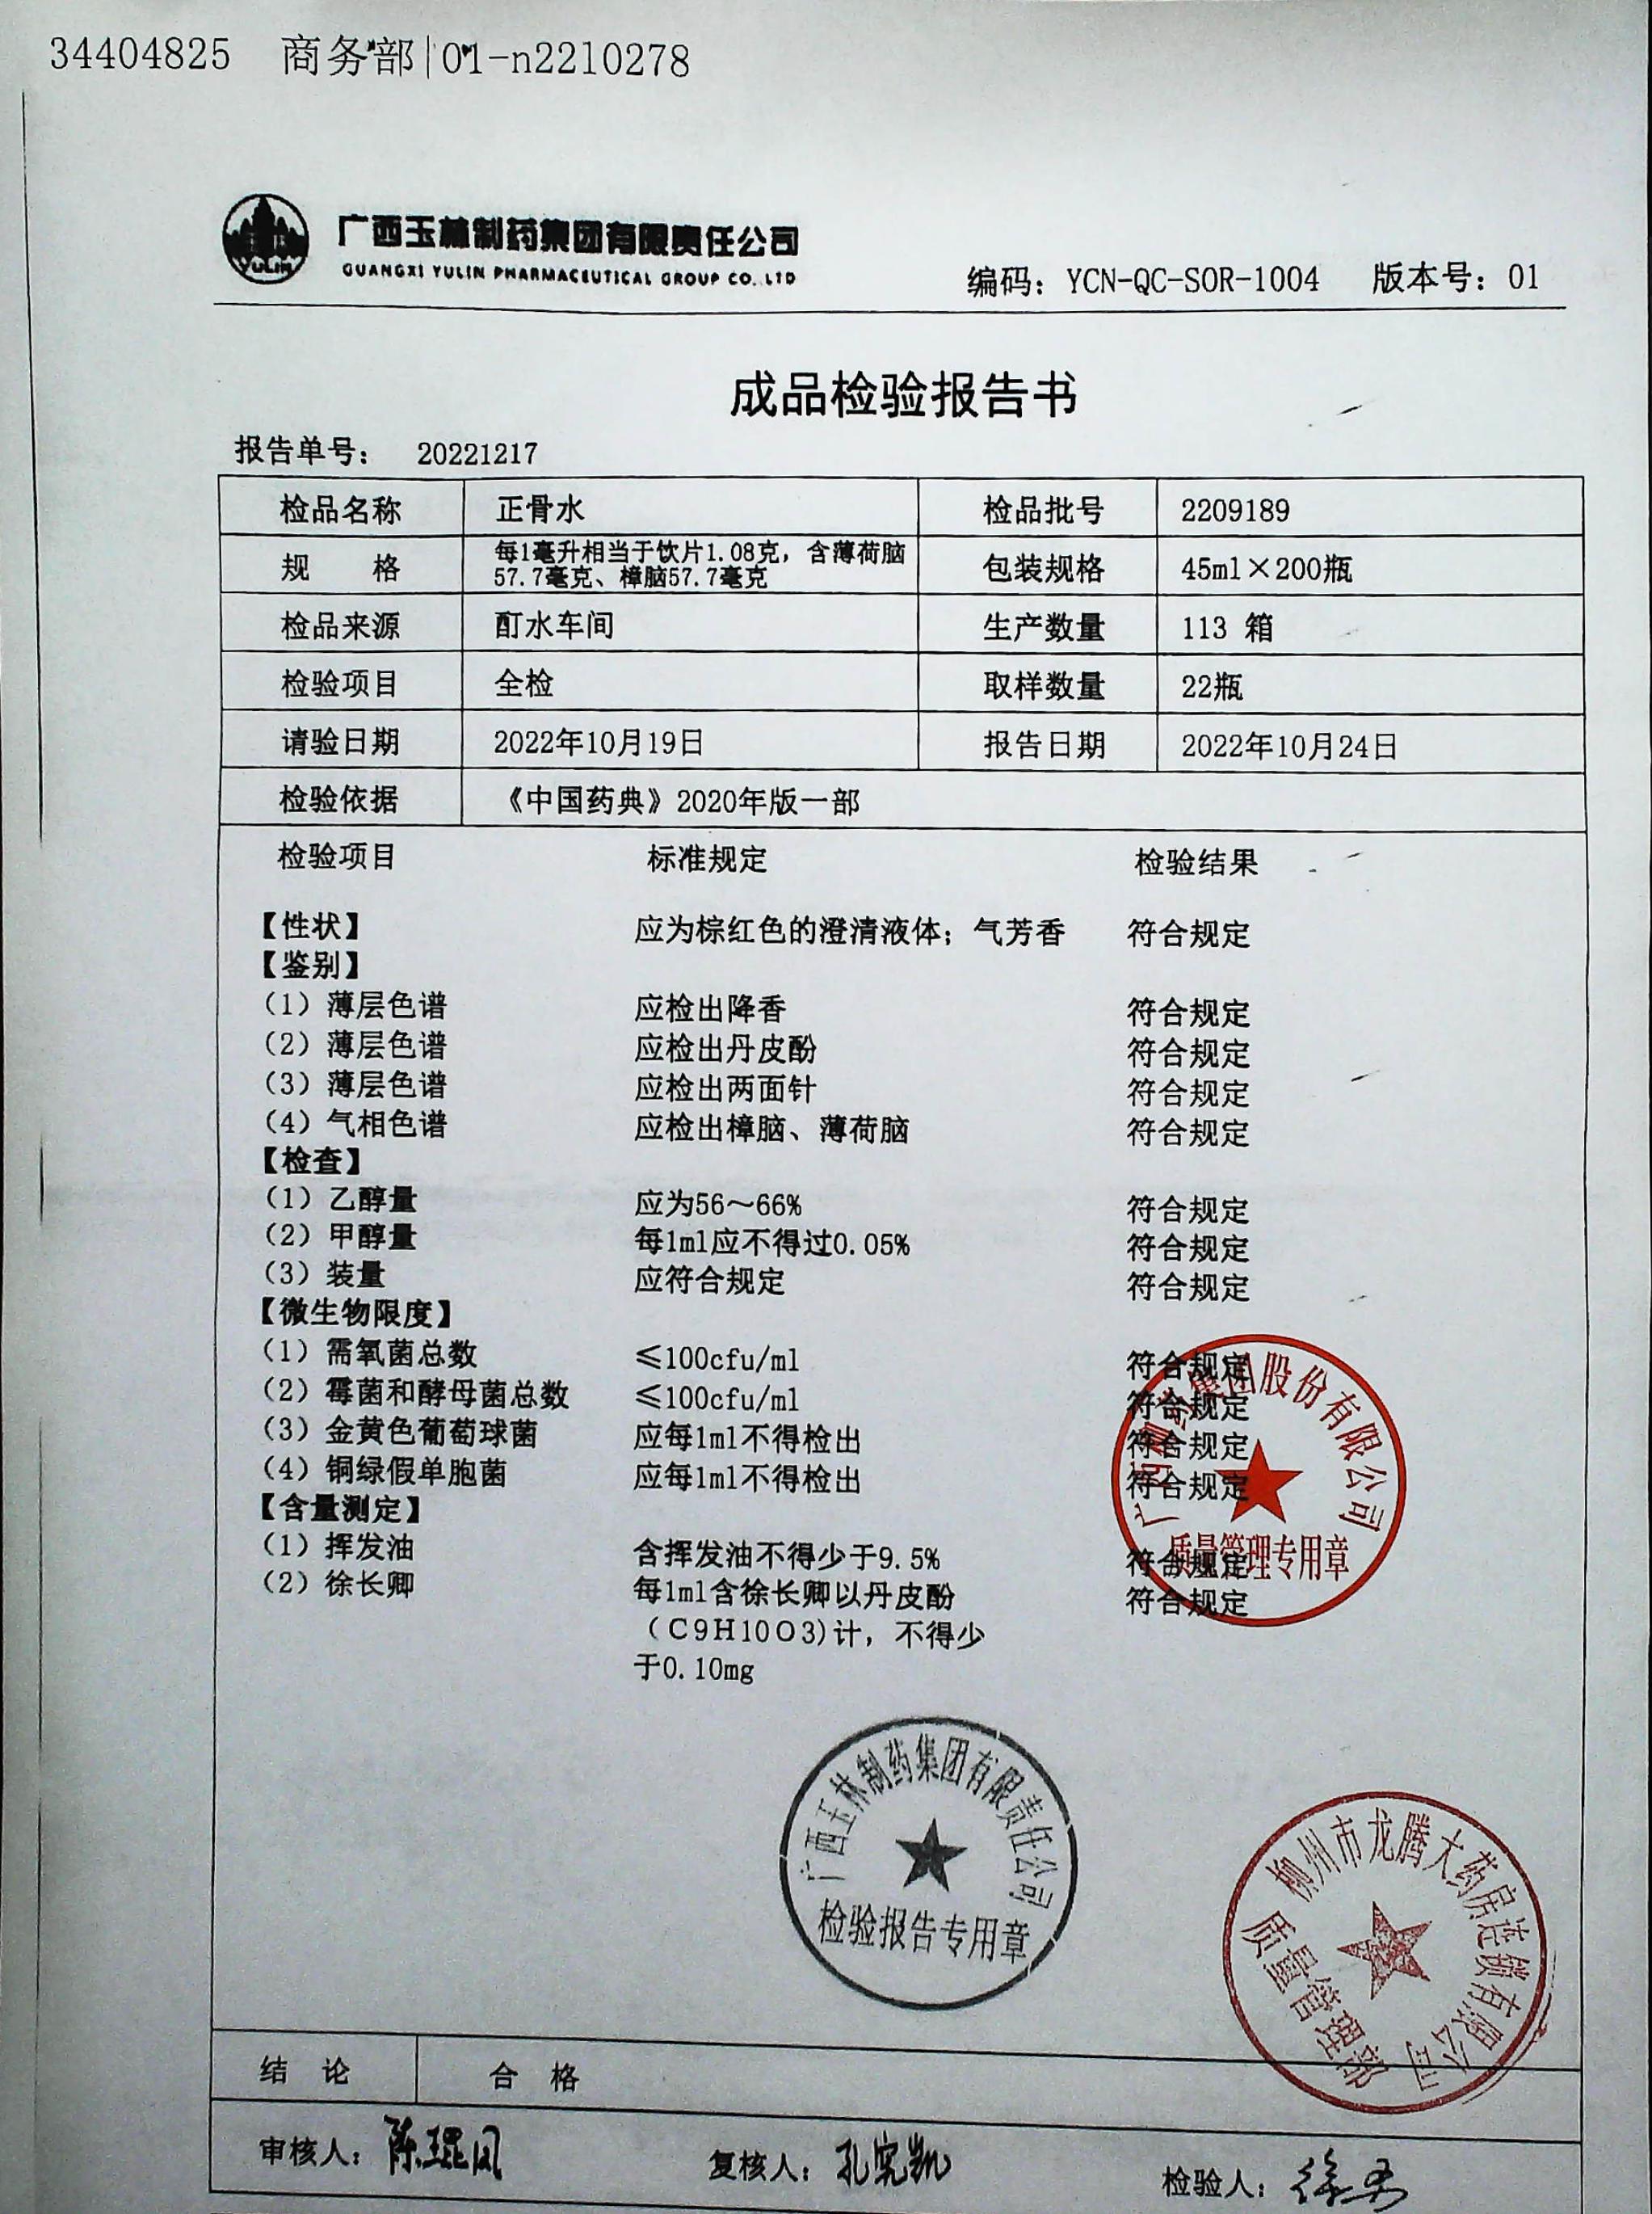 34404825 商务部|01-n2210278
YULIN
广西玉林制药集团有限责任公司
GUANGXI YULIN PHARMACEUTICAL GROUP CO.,LTD
编码：YCN-QC-SOR-1004 版本号：01
成品检验报告书
报告单号： 20221217
检品名称 正骨水 检品批号 2209189
规 格 每1毫升相当于饮片1.08克，含薄荷脑
57.7毫克、樟脑57.7毫克 包装规格 45ml×200瓶
检品来源 酊水车间 生产数量 113 箱
检验项目 全检 取样数量 22瓶
请验日期 2022年10月19日 报告日期 2022年10月24日
检验依据 《中国药典》2020年版一部
检验项目 标准规定 检验结果
【性状】 应为棕红色的澄清液体；气芳香 符合规定
【鉴别】
（1）薄层色谱 应检出降香 符合规定
（2）薄层色谱 应检出丹皮酚 符合规定
（3）薄层色谱 应检出两面针 符合规定
（4）气相色谱 应检出樟脑、薄荷脑 符合规定
【检查】
（1）乙醇量 应为56～66% 符合规定
（2）甲醇量 每1ml应不得过0.05% 符合规定
（3）装量 应符合规定 符合规定
【微生物限度】
（1）需氧菌总数 ≤100cfu/ml 符合规定
（2）霉菌和酵母菌总数 ≤100cfu/ml 符合规定
（3）金黄色葡萄球菌 应每1ml不得检出 符合规定
（4）铜绿假单胞菌 应每1ml不得检出 符合规定
【含量测定】
（1）挥发油 含挥发油不得少于9.5% 符合规定
（2）徐长卿 每1ml含徐长卿以丹皮酚 符合规定
（C9H10O3)计，不得少
于0.10mg
广西柳药集团股份有限公司
质量管理专用章
广西玉林制药集团有限责任公司
检验报告专用章
柳州市龙腾大药房连锁有限公司
质量管理部
结 论 合 格
审核人：陈琨凤 复核人：孔宪凯 检验人：徐